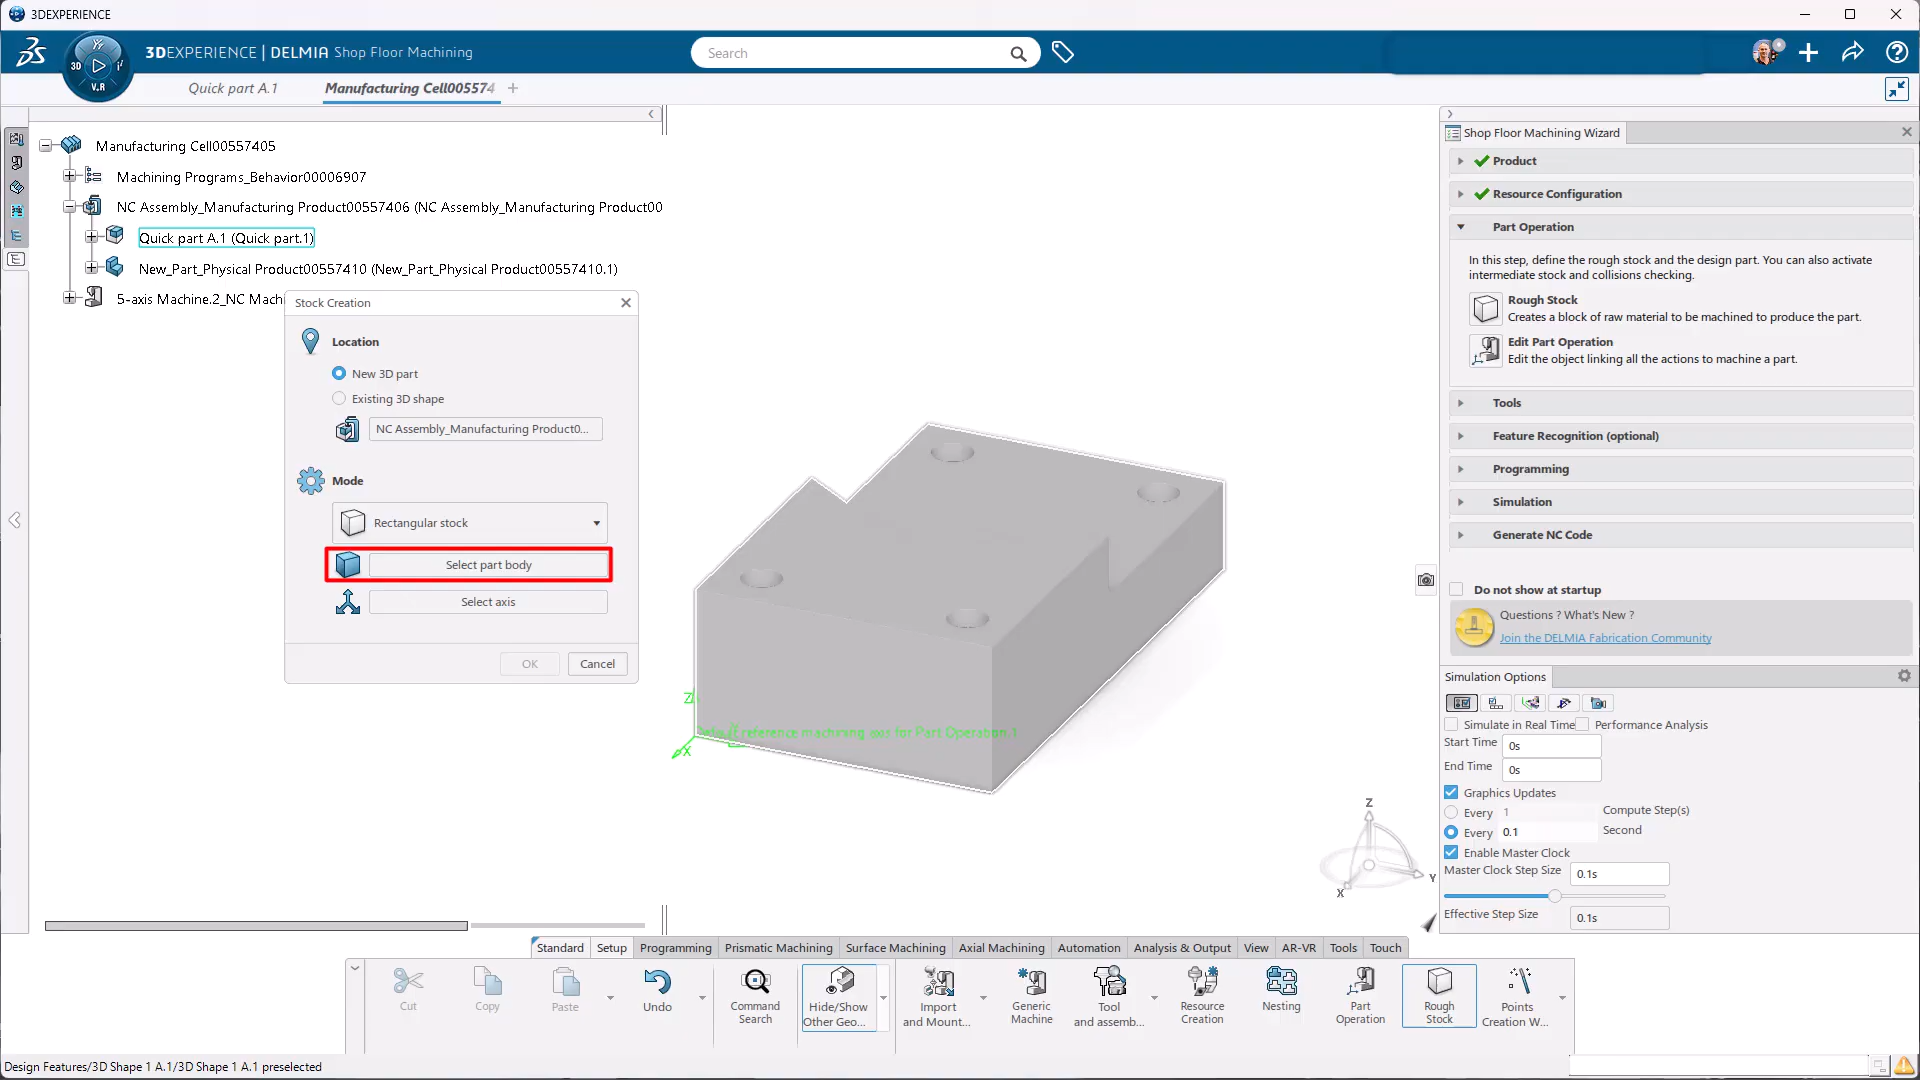 3DEXPERIENCE
3DEXPERIENCE | DELMIA Shop Floor Machining
Search
3D
V.R
Quick part A.1
Manufacturing Cell005574
Manufacturing Cell00557405
Machining Programs_Behavior00006907
NC Assembly_Manufacturing Product00557406 (NC Assembly_Manufacturing Product00
Quick part A.1 (Quick part.1)
New_Part_Physical Product00557410 (New_Part_Physical Product00557410.1)
5-axis Machine.2_NC Machi
Stock Creation
Location
New 3D part
Existing 3D shape
NC Assembly_Manufacturing Product0...
Mode
Rectangular stock
Select part body
Select axis
OK
Cancel
Z
X
Default reference machining axis for Part Operation.1
Z
Y
X
Shop Floor Machining Wizard
Product
Resource Configuration
Part Operation
In this step, define the rough stock and the design part. You can also activate
intermediate stock and collisions checking.
Rough Stock
Creates a block of raw material to be machined to produce the part.
Edit Part Operation
Edit the object linking all the actions to machine a part.
Tools
Feature Recognition (optional)
Programming
Simulation
Generate NC Code
Do not show at startup
Questions ? What's New ?
Join the DELMIA Fabrication Community
Simulation Options
Simulate in Real Time
Performance Analysis
Start Time
0s
End Time
0s
Graphics Updates
Every 1 Compute Step(s)
Every 0.1 Second
Enable Master Clock
Master Clock Step Size 0.1s
Effective Step Size 0.1s
Standard Setup Programming Prismatic Machining Surface Machining Axial Machining Automation Analysis & Output View AR-VR Tools Touch
Cut
Copy
Paste
Undo
Command
Search
Hide/Show
Other Geo...
Import
and Mount...
Generic
Machine
Tool
and assemb...
Resource
Creation
Nesting
Part
Operation
Rough
Stock
Points
Creation W...
Design Features/3D Shape 1 A.1/3D Shape 1 A.1 preselected